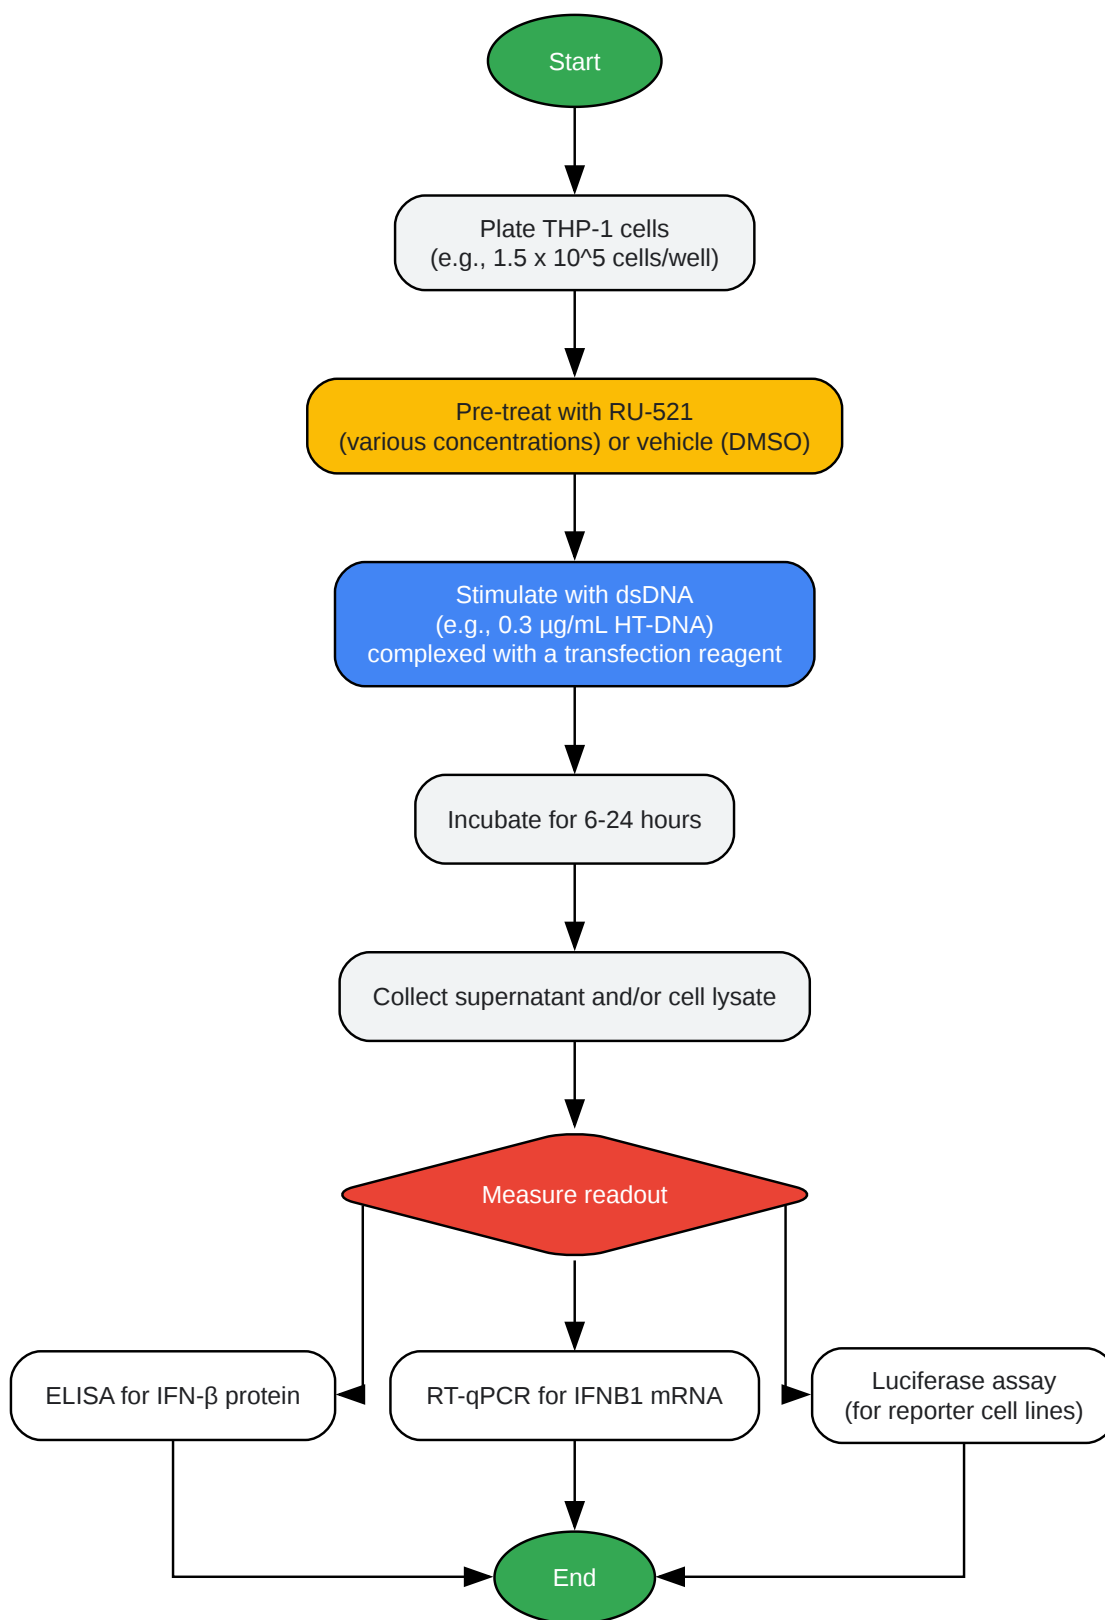 Start
Plate THP-1 cells
(e.g., 1.5 x 10^5 cells/well)
Pre-treat with RU-521
(various concentrations) or vehicle (DMSO)
Stimulate with dsDNA
(e.g., 0.3 µg/mL HT-DNA)
complexed with a transfection reagent
Incubate for 6-24 hours
Collect supernatant and/or cell lysate
Measure readout
ELISA for IFN-β protein
RT-qPCR for IFNB1 mRNA
Luciferase assay
(for reporter cell lines)
End